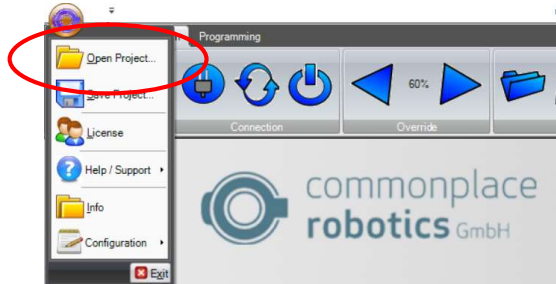 Programming
Open Project...
Save Project...
License
Help / Support
Info
Configuration
Exit
60%
Connection
Override
commonplace
robotics GmbH